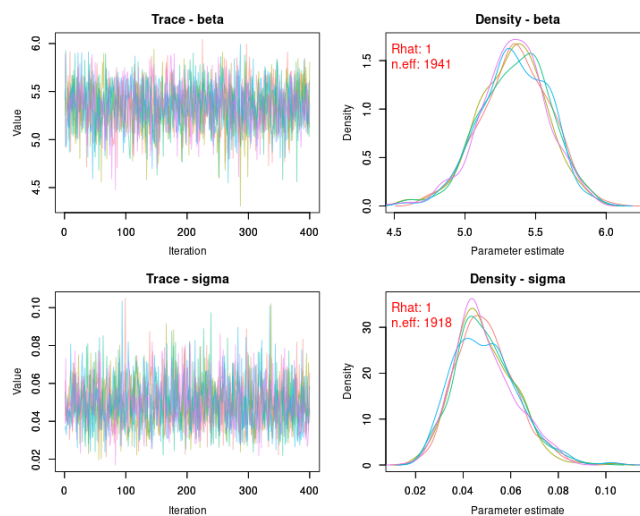 Trace - beta
Value
6.0
5.5
5.0
4.5
0 100 200 300 400
Iteration
Density - beta
Rhat: 1
n.eff: 1941
Density
1.5
1.0
0.5
0.0
4.5 5.0 5.5 6.0
Parameter estimate
Trace - sigma
Value
0.10
0.08
0.06
0.04
0.02
0 100 200 300 400
Iteration
Density - sigma
Rhat: 1
n.eff: 1918
Density
30
20
10
0
0.02 0.04 0.06 0.08 0.10
Parameter estimate